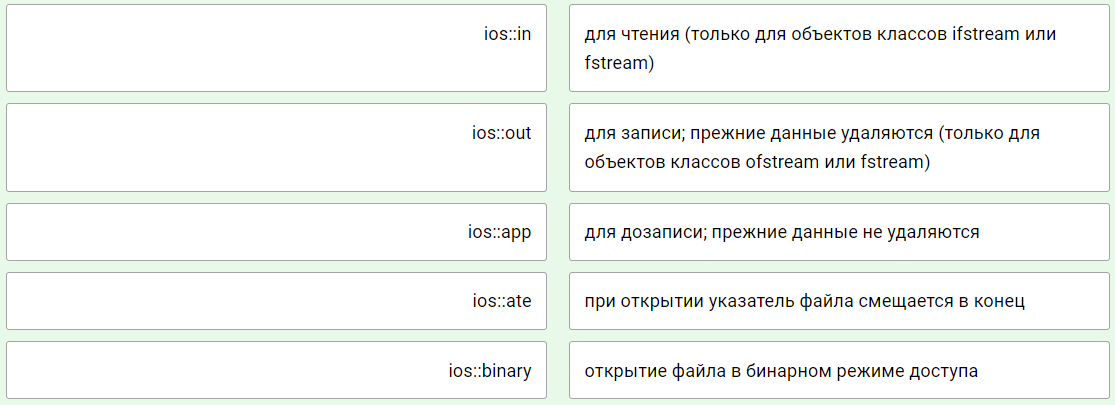 ios::in
для чтения (только для объектов классов ifstream или
fstream)
ios::out
для записи; прежние данные удаляются (только для
объектов классов ofstream или fstream)
ios::app
для дозаписи; прежние данные не удаляются
ios::ate
при открытии указатель файла смещается в конец
ios::binary
открытие файла в бинарном режиме доступа